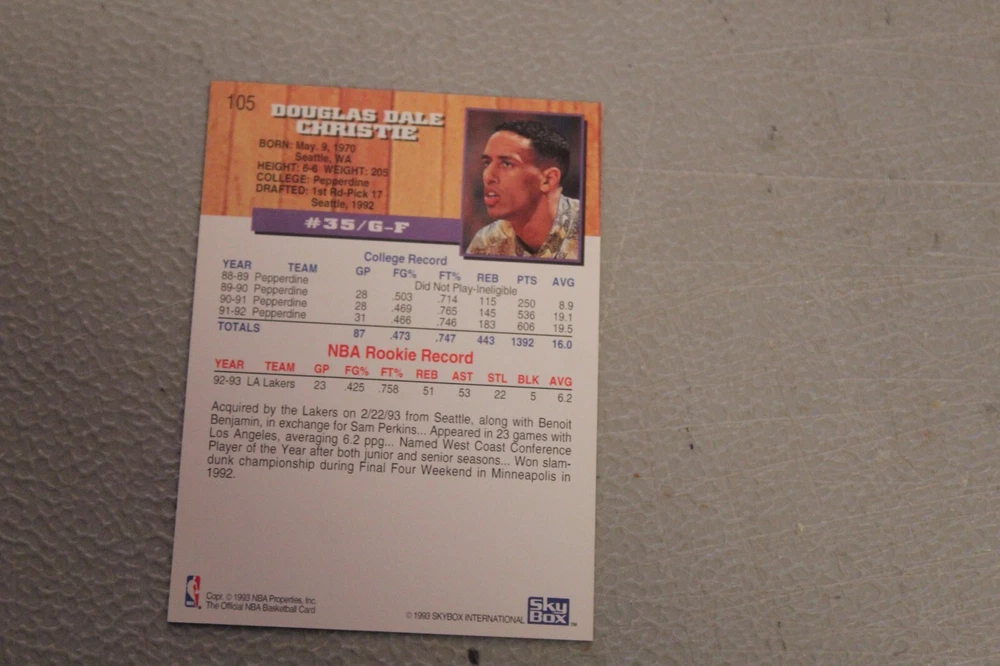 105
DOUGLAS DALE
CHRISTIE
BORN: May. 9, 1970
Seattle, WA
HEIGHT: 6-6 WEIGHT: 205
COLLEGE: Pepperdine
DRAFTED: 1st Rd-Pick 17
Seattle, 1992
#35/G-F
College Record
YEAR TEAM GP FG% FT% REB PTS AVG
88-89 Pepperdine Did Not Play-Ineligible
89-90 Pepperdine 28 .503 .714 115 250 8.9
90-91 Pepperdine 28 .469 .765 145 536 19.1
91-92 Pepperdine 31 .466 .746 183 606 19.5
TOTALS 87 .473 .747 443 1392 16.0
NBA Rookie Record
YEAR TEAM GP FG% FT% REB AST STL BLK AVG
92-93 LA Lakers 23 .425 .758 51 53 22 5 6.2
Acquired by the Lakers on 2/22/93 from Seattle, along with Benoit
Benjamin, in exchange for Sam Perkins... Appeared in 23 games with
Los Angeles, averaging 6.2 ppg... Named West Coast Conference
Player of the Year after both junior and senior seasons... Won slam-
dunk championship during Final Four Weekend in Minneapolis in
1992.
Copr. © 1993 NBA Properties, Inc.
The Official NBA Basketball Card
© 1993 SKYBOX INTERNATIONAL
Sky
Box TM